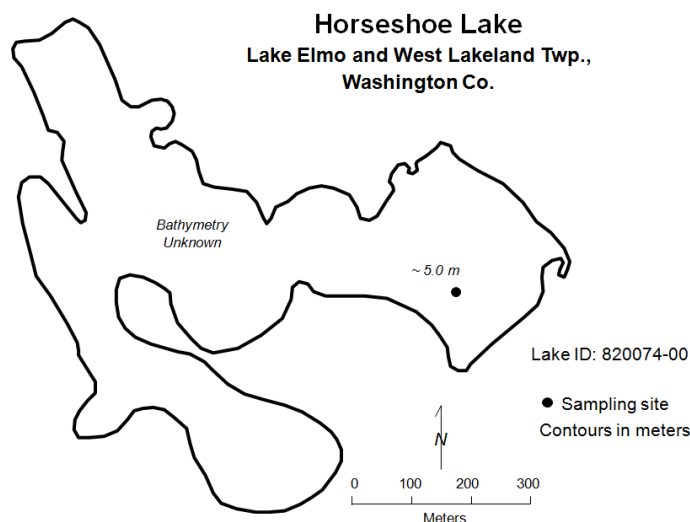 Horseshoe Lake
Lake Elmo and West Lakeland Twp.,
Washington Co.
Bathymetry
Unknown
~ 5.0 m
Lake ID: 820074-00
Sampling site
Contours in meters
N
0 100 200 300
Meters